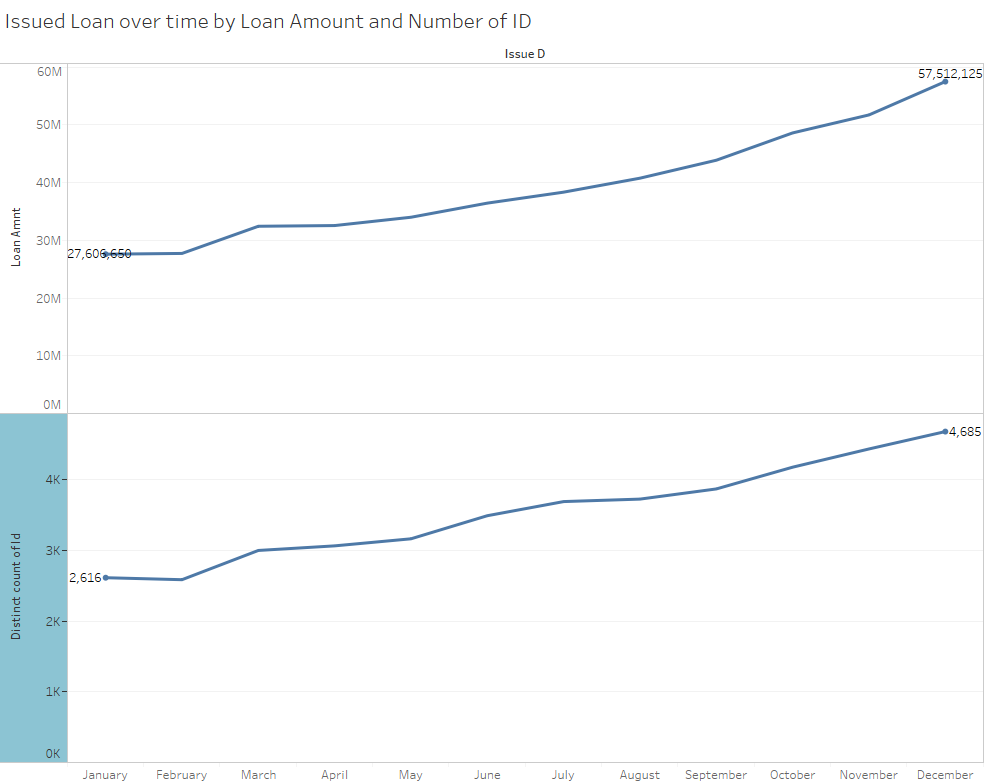 Issued Loan over time by Loan Amount and Number of ID
Issue D
60M
57,512,125
50M
40M
30M
27,606,650
20M
10M
0M
Loan Amnt
4,685
4K
3K
2,616
2K
1K
0K
Distinct count of Id
January February March April May June July August September October November December